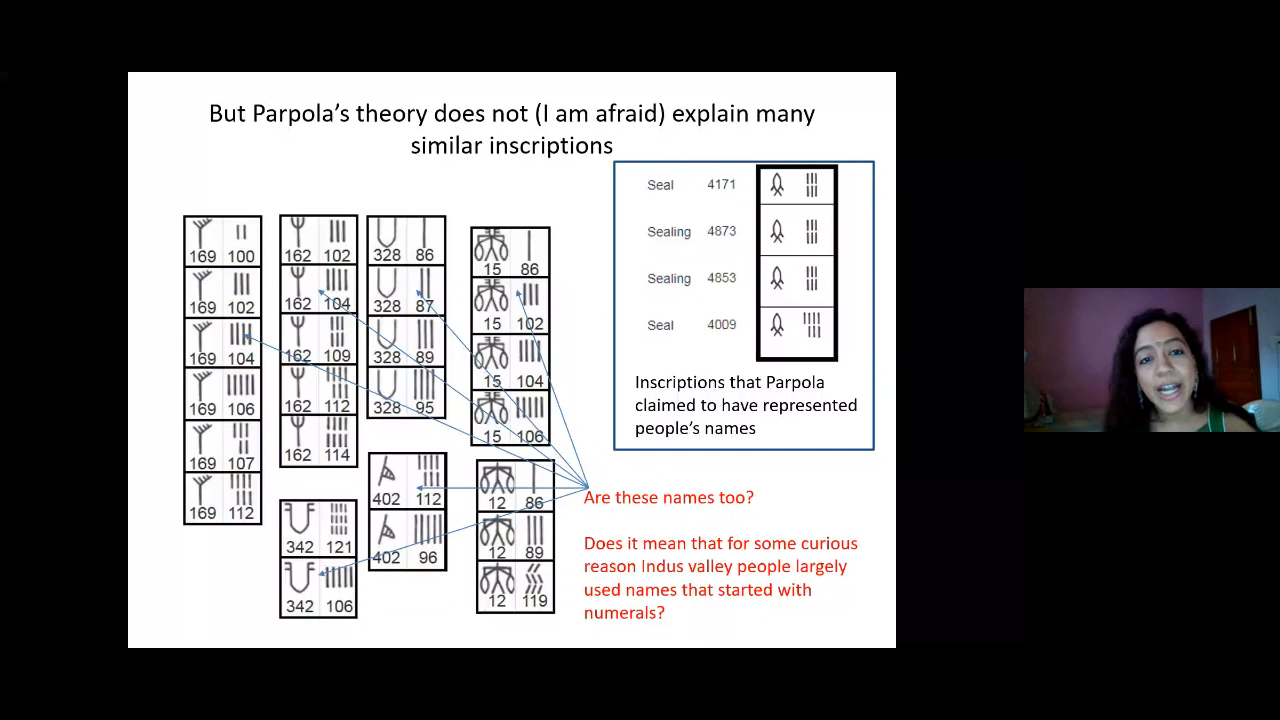 But Parpola’s theory does not (I am afraid) explain many
similar inscriptions
Seal 4171
Sealing 4873
Sealing 4853
Seal 4009
Inscriptions that Parpola
claimed to have represented
people’s names
169 100
169 102
169 104
169 106
169 107
169 112
162 102
162 104
162 109
162 112
162 114
328 86
328 87
328 89
328 95
15 86
15 102
15 104
15 106
342 121
342 106
402 112
402 96
12 86
12 89
12 119
Are these names too?
Does it mean that for some curious
reason Indus valley people largely
used names that started with
numerals?